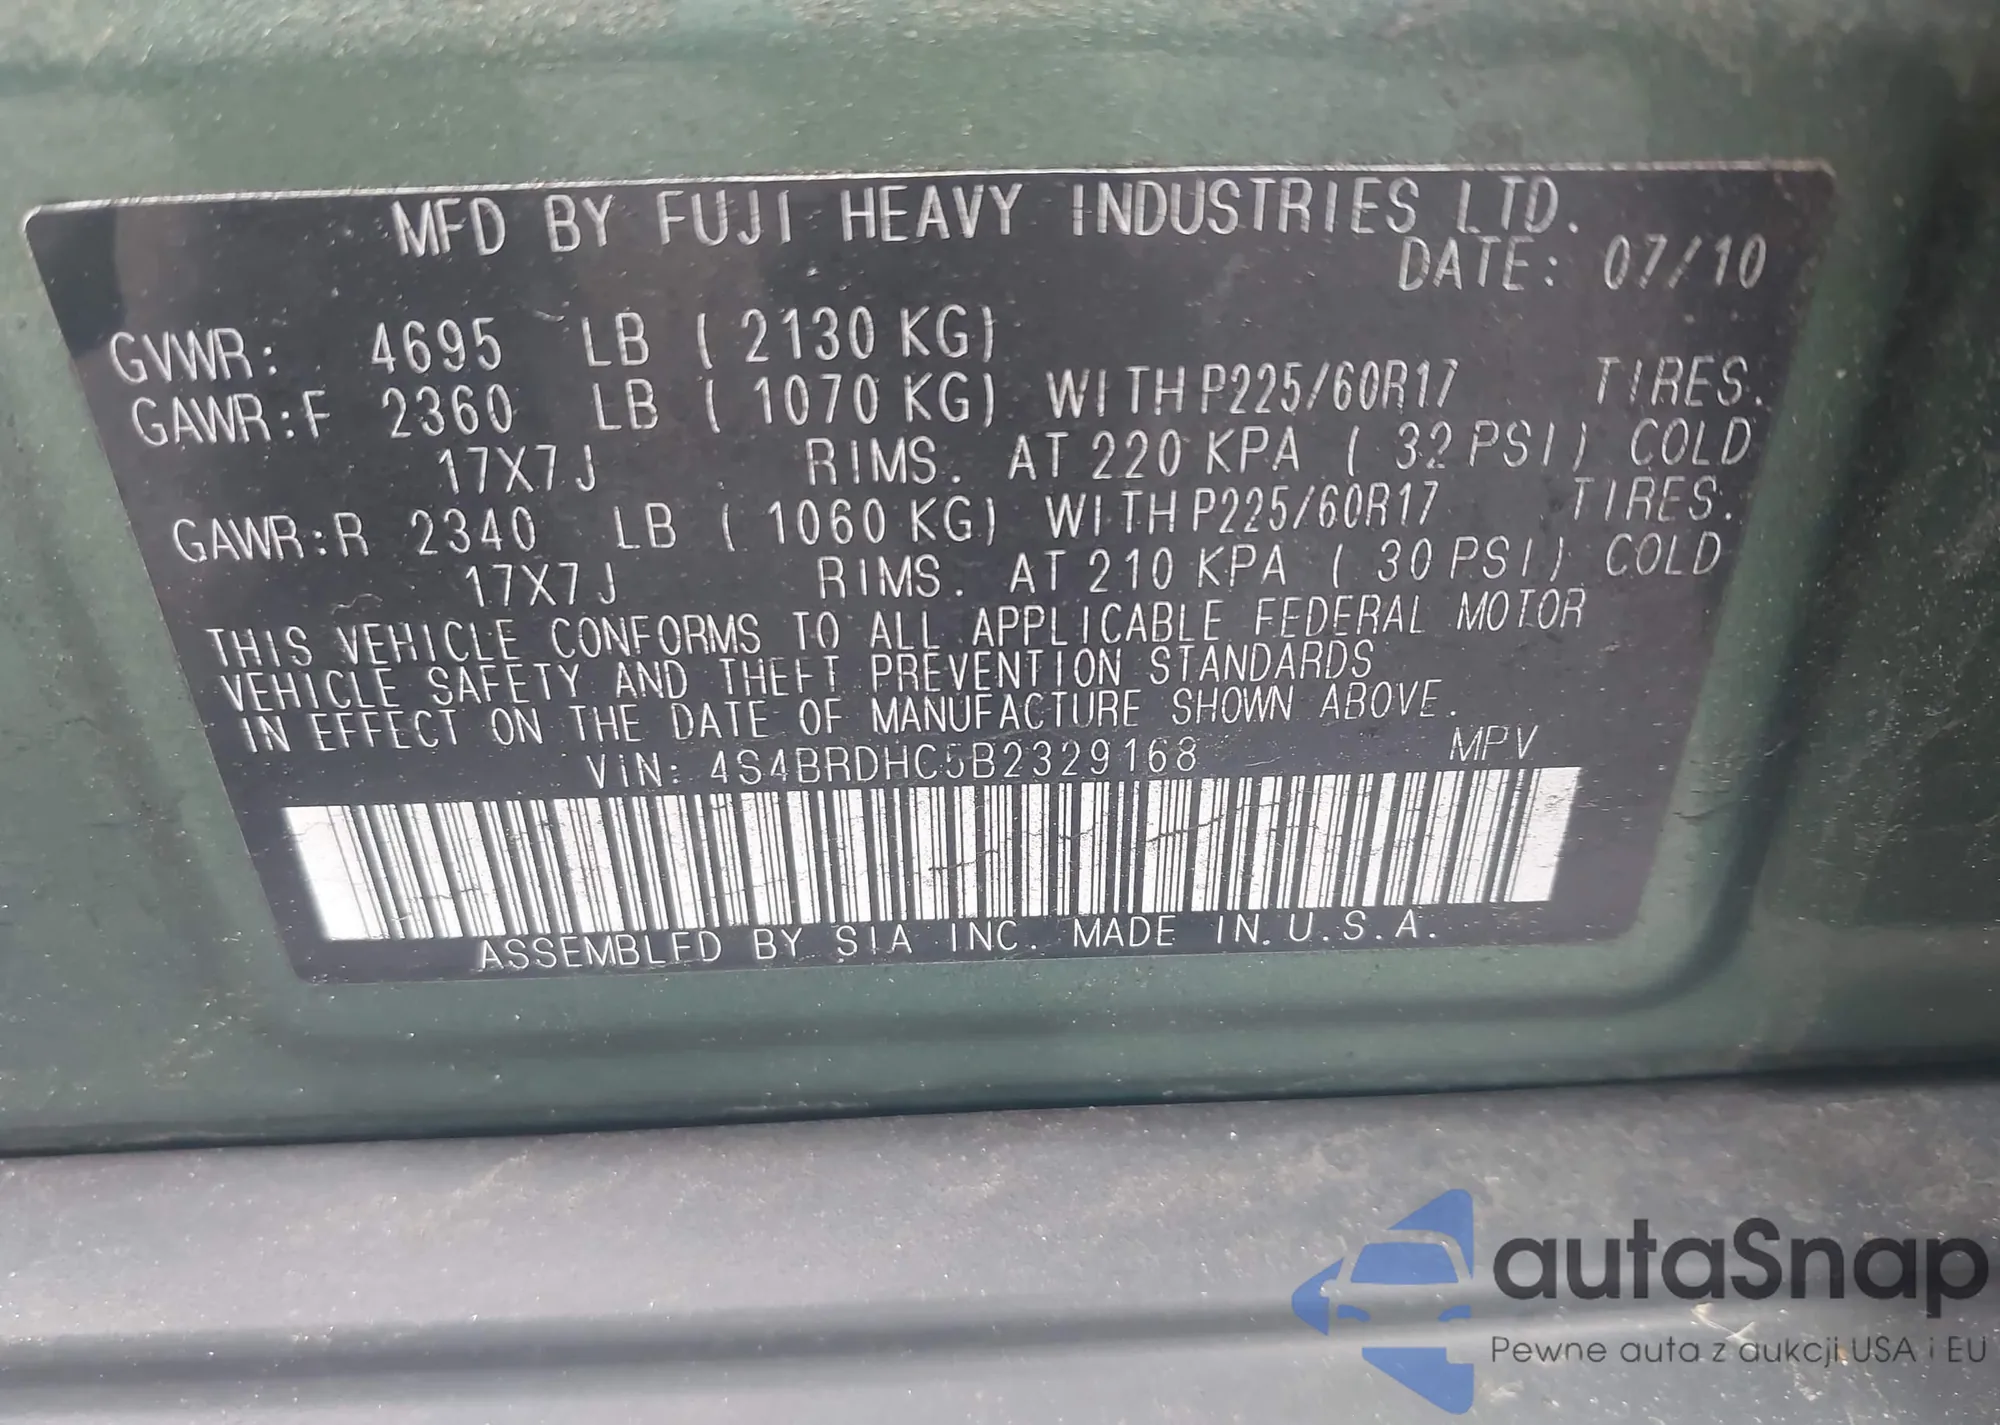 MFD BY FUJI HEAVY INDUSTRIES LTD.
DATE: 07/10
GVWR: 4695 LB ( 2130 KG)
GAWR:F 2360 LB ( 1070 KG) WITH P225/60R17 TIRES.
17X7J RIMS. AT 220 KPA ( 32 PSI) COLD
GAWR:R 2340 LB ( 1060 KG) WITH P225/60R17 TIRES.
17X7J RIMS. AT 210 KPA ( 30 PSI) COLD
THIS VEHICLE CONFORMS TO ALL APPLICABLE FEDERAL MOTOR
VEHICLE SAFETY AND THEFT PREVENTION STANDARDS
IN EFFECT ON THE DATE OF MANUFACTURE SHOWN ABOVE.
VIN: 4S4BRDHC5B2329168 MPV
ASSEMBLED BY SIA INC. MADE IN U.S.A.
autaSnap
Pewne auta z aukcji USA i EU